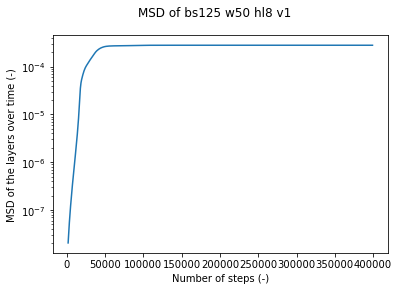 MSD of bs125 w50 hl8 v1
MSD of the layers over time (-)
10⁻⁴
10⁻⁵
10⁻⁶
10⁻⁷
0 50000 100000 150000 200000 250000 300000 350000 400000
Number of steps (-)